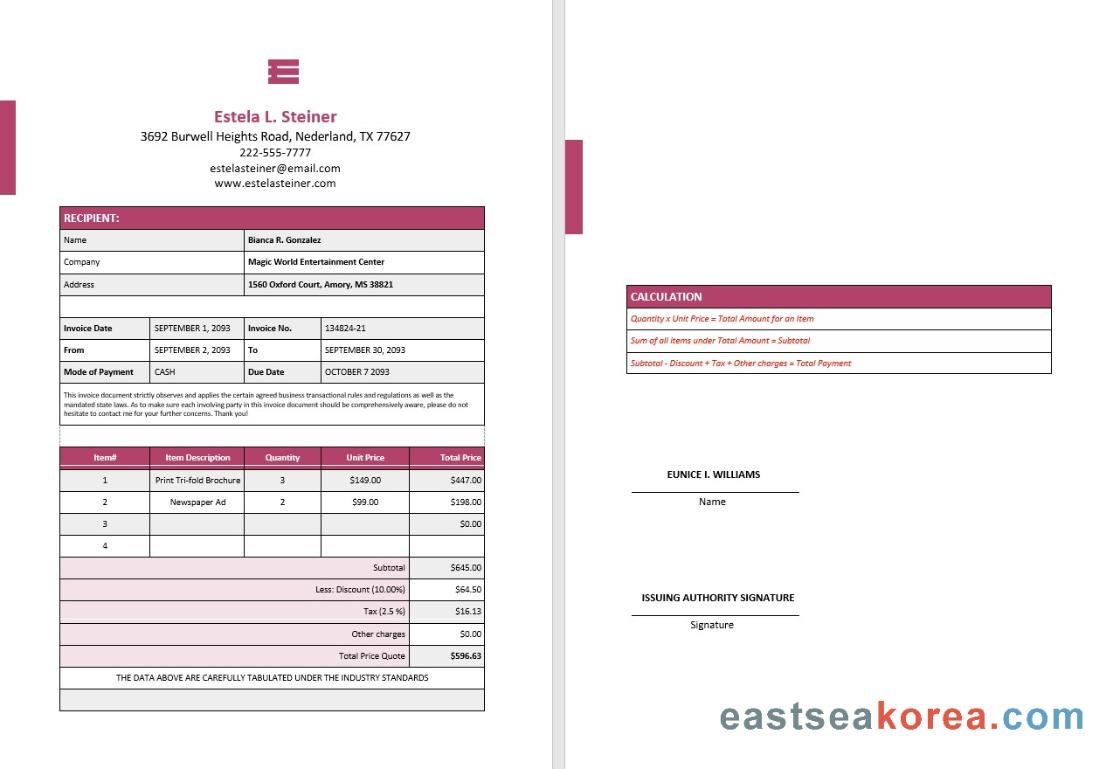 Estela L. Steiner
3692 Burwell Heights Road, Nederland, TX 77627
222-555-7777
estelasteiner@email.com
www.estelasteiner.com
RECIPIENT:
Name Bianca R. Gonzalez
Company Magic World Entertainment Center
Address 1560 Oxford Court, Amory, MS 38821
Invoice Date SEPTEMBER 1, 2093 Invoice No. 134824-21
From SEPTEMBER 2, 2093 To SEPTEMBER 30, 2093
Mode of Payment CASH Due Date OCTOBER 7 2093
This invoice document strictly observes and applies the certain agreed business transactional rules and regulations as well as the
mandated state laws. As to make sure each involving party in this invoice document should be comprehensively aware, please do not
hesitate to contact me for your further concerns. Thank you!
Item# Item Description Quantity Unit Price Total Price
1 Print Tri-fold Brochure 3 $149.00 $447.00
2 Newspaper Ad 2 $99.00 $198.00
3 $0.00
4
Subtotal $645.00
Less: Discount (10.00%) $64.50
Tax (2.5 %) $16.13
Other charges $0.00
Total Price Quote $596.63
THE DATA ABOVE ARE CAREFULLY TABULATED UNDER THE INDUSTRY STANDARDS
CALCULATION
Quantity x Unit Price = Total Amount for an Item
Sum of all items under Total Amount = Subtotal
Subtotal - Discount + Tax + Other charges = Total Payment
EUNICE I. WILLIAMS
Name
ISSUING AUTHORITY SIGNATURE
Signature
eastseakorea.com